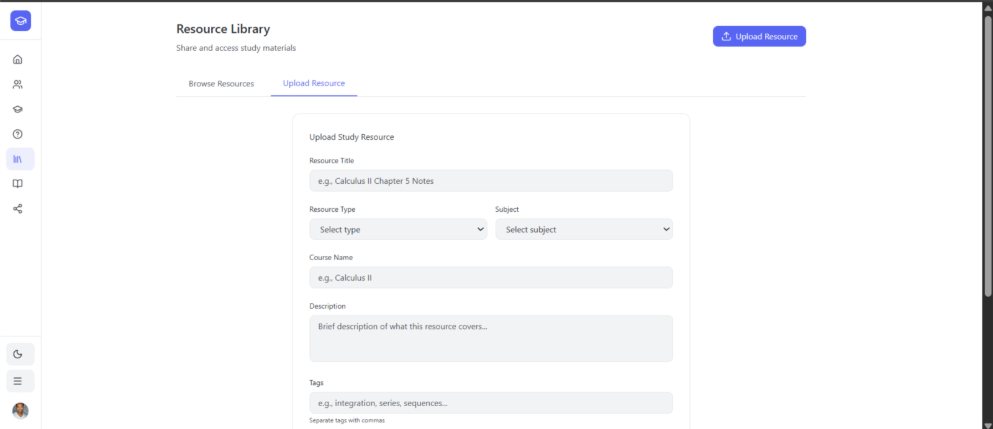 Resource Library
Share and access study materials
Upload Resource
Browse Resources
Upload Resource
Upload Study Resource
Resource Title
e.g., Calculus II Chapter 5 Notes
Resource Type
Subject
Select type
Select subject
Course Name
e.g., Calculus II
Description
Brief description of what this resource covers...
Tags
e.g., integration, series, sequences...
Separate tags with commas